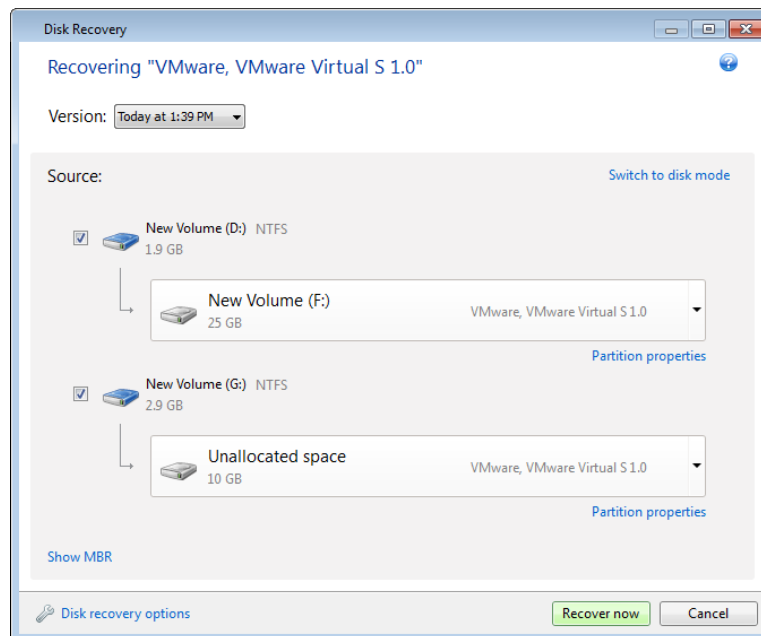 Disk Recovery
Recovering "VMware, VMware Virtual S 1.0"
Version: Today at 1:39 PM
Source: Switch to disk mode
New Volume (D:) NTFS
1.9 GB
New Volume (F:) VMware, VMware Virtual S 1.0
25 GB
Partition properties
New Volume (G:) NTFS
2.9 GB
Unallocated space VMware, VMware Virtual S 1.0
10 GB
Partition properties
Show MBR
Disk recovery options Recover now Cancel